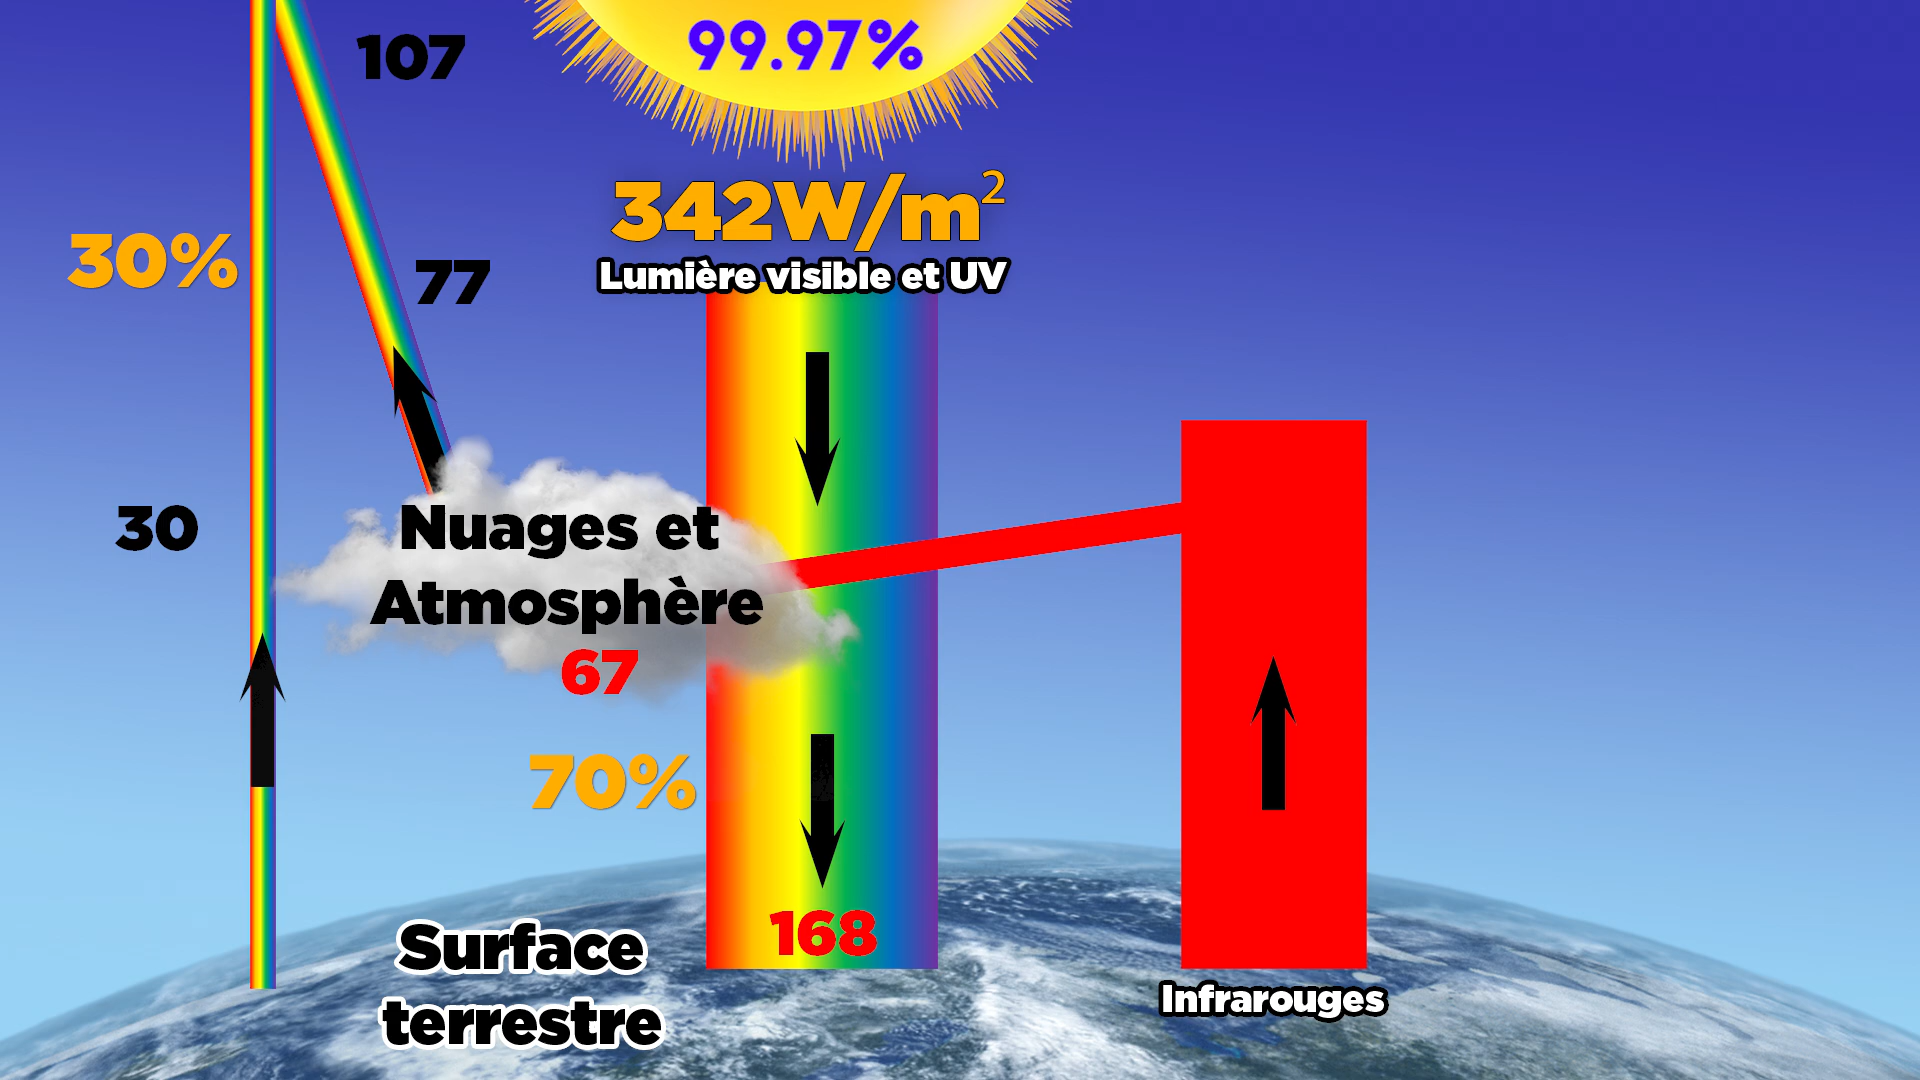 99.97%
107
342W/m²
Lumière visible et UV
30%
77
30
Nuages et
Atmosphère
67
70%
168
Surface
terrestre
Infrarouges